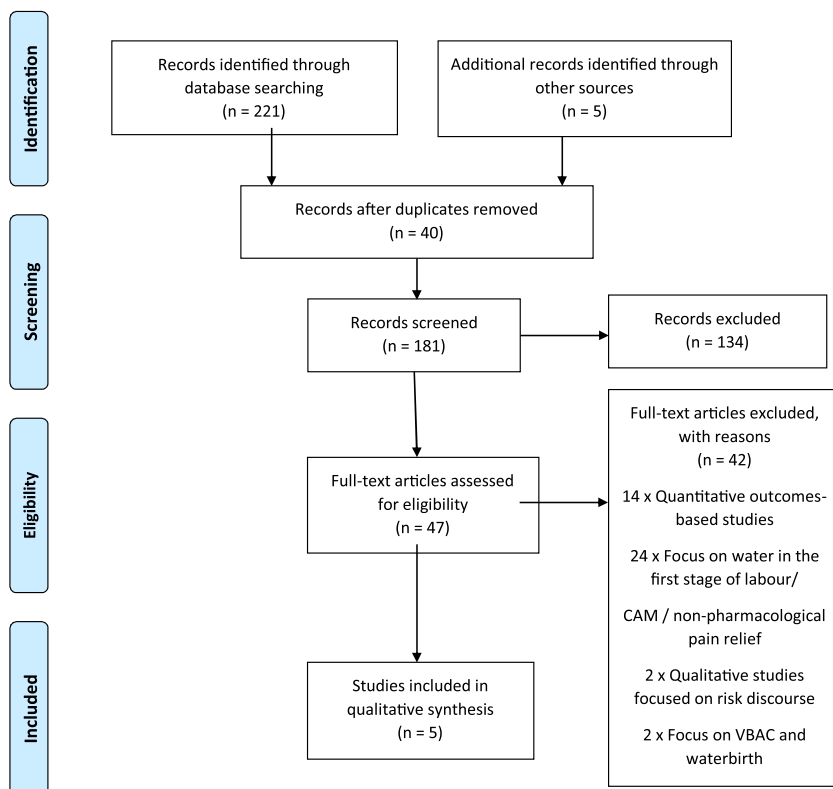 Identification
Records identified through
database searching
(n = 221)
Additional records identified through
other sources
(n = 5)
Records after duplicates removed
(n = 40)
Screening
Records screened
(n = 181)
Records excluded
(n = 134)
Eligibility
Full-text articles assessed
for eligibility
(n = 47)
Full-text articles excluded,
with reasons
(n = 42)
14 x Quantitative outcomes-
based studies
24 x Focus on water in the
first stage of labour/
CAM / non-pharmacological
pain relief
2 x Qualitative studies
focused on risk discourse
2 x Focus on VBAC and
waterbirth
Included
Studies included in
qualitative synthesis
(n = 5)